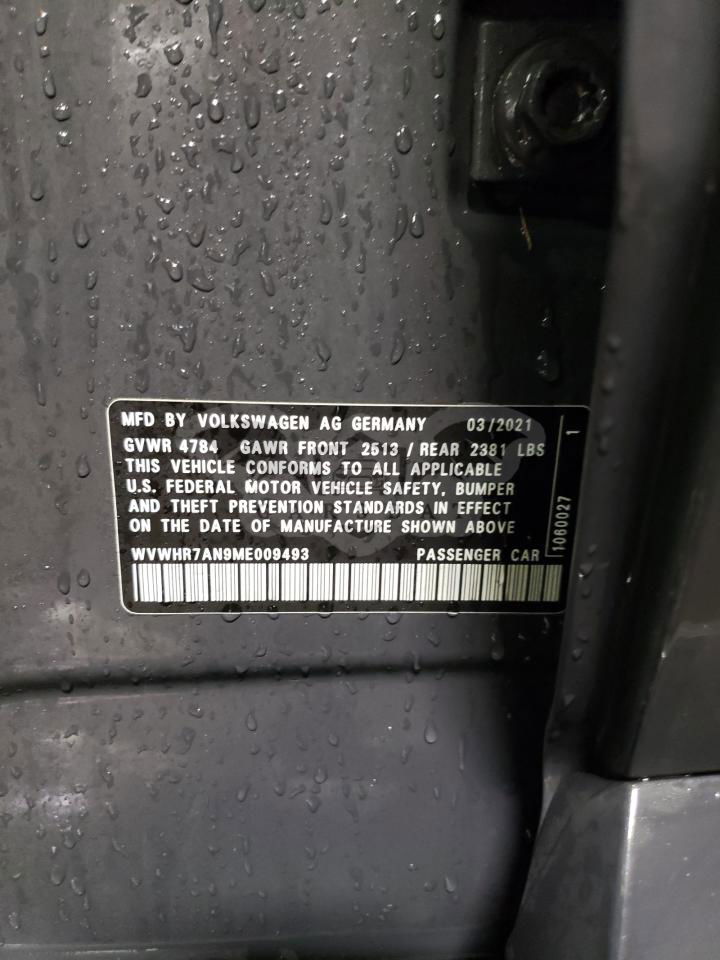 MFD BY VOLKSWAGEN AG GERMANY 03/2021
GVWR 4784 GAWR FRONT 2513 / REAR 2381 LBS
THIS VEHICLE CONFORMS TO ALL APPLICABLE
U.S. FEDERAL MOTOR VEHICLE SAFETY, BUMPER
AND THEFT PREVENTION STANDARDS IN EFFECT
ON THE DATE OF MANUFACTURE SHOWN ABOVE
WVWHR7AN9ME009493 PASSENGER CAR
1060027 1